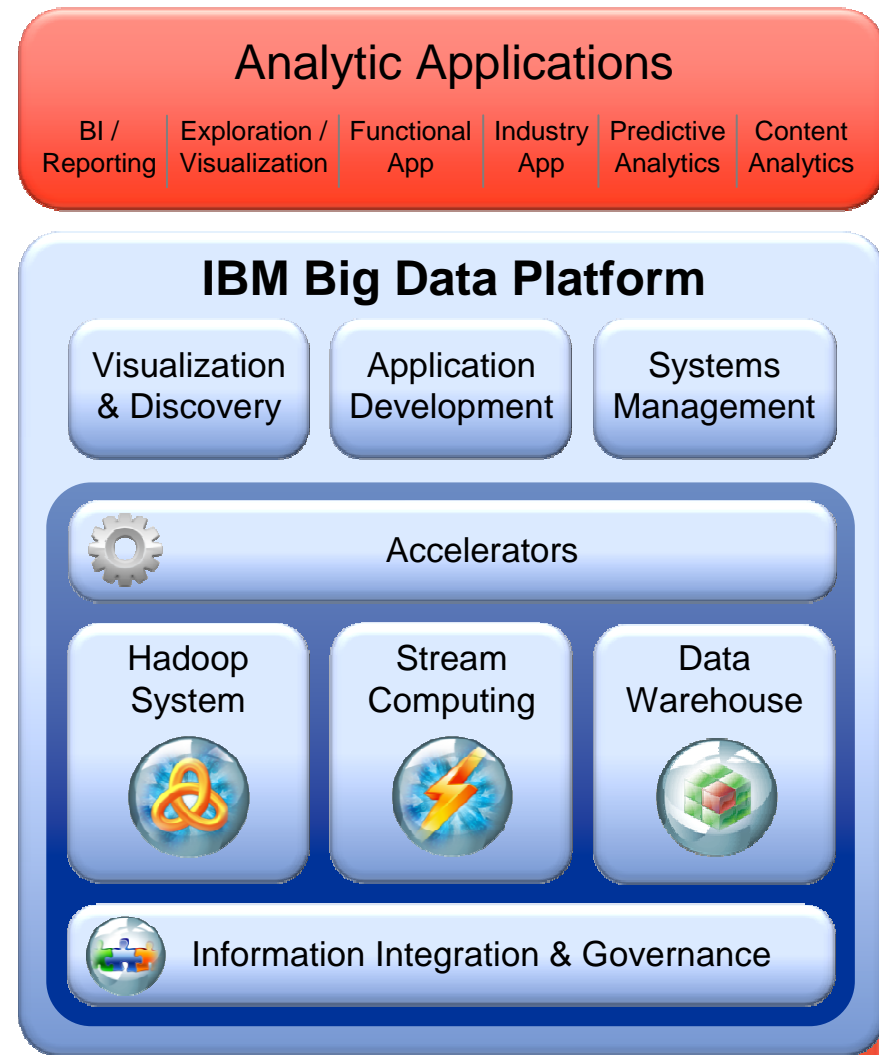 Analytic Applications
BI /
Reporting
Exploration /
Visualization
Functional
App
Industry
App
Predictive
Analytics
Content
Analytics
IBM Big Data Platform
Visualization
& Discovery
Application
Development
Systems
Management
Accelerators
Hadoop
System
Stream
Computing
Data
Warehouse
Information Integration & Governance